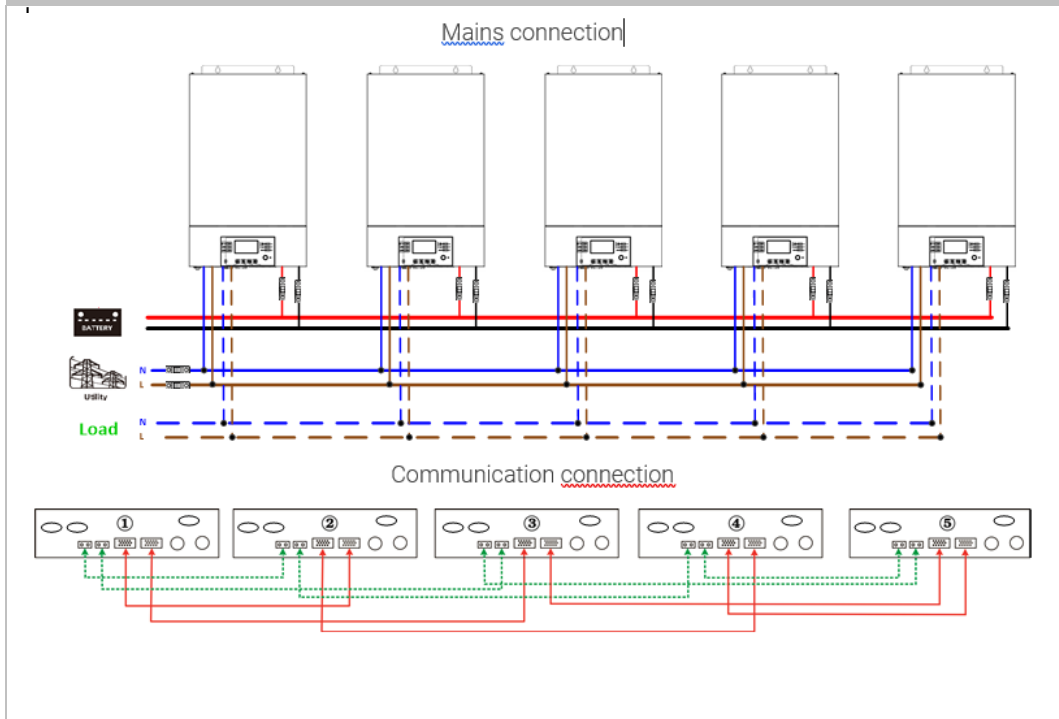 Mains connection
BATTERY
N
L
Utility
N
Load
L
Communication connection
① ② ③ ④ ⑤